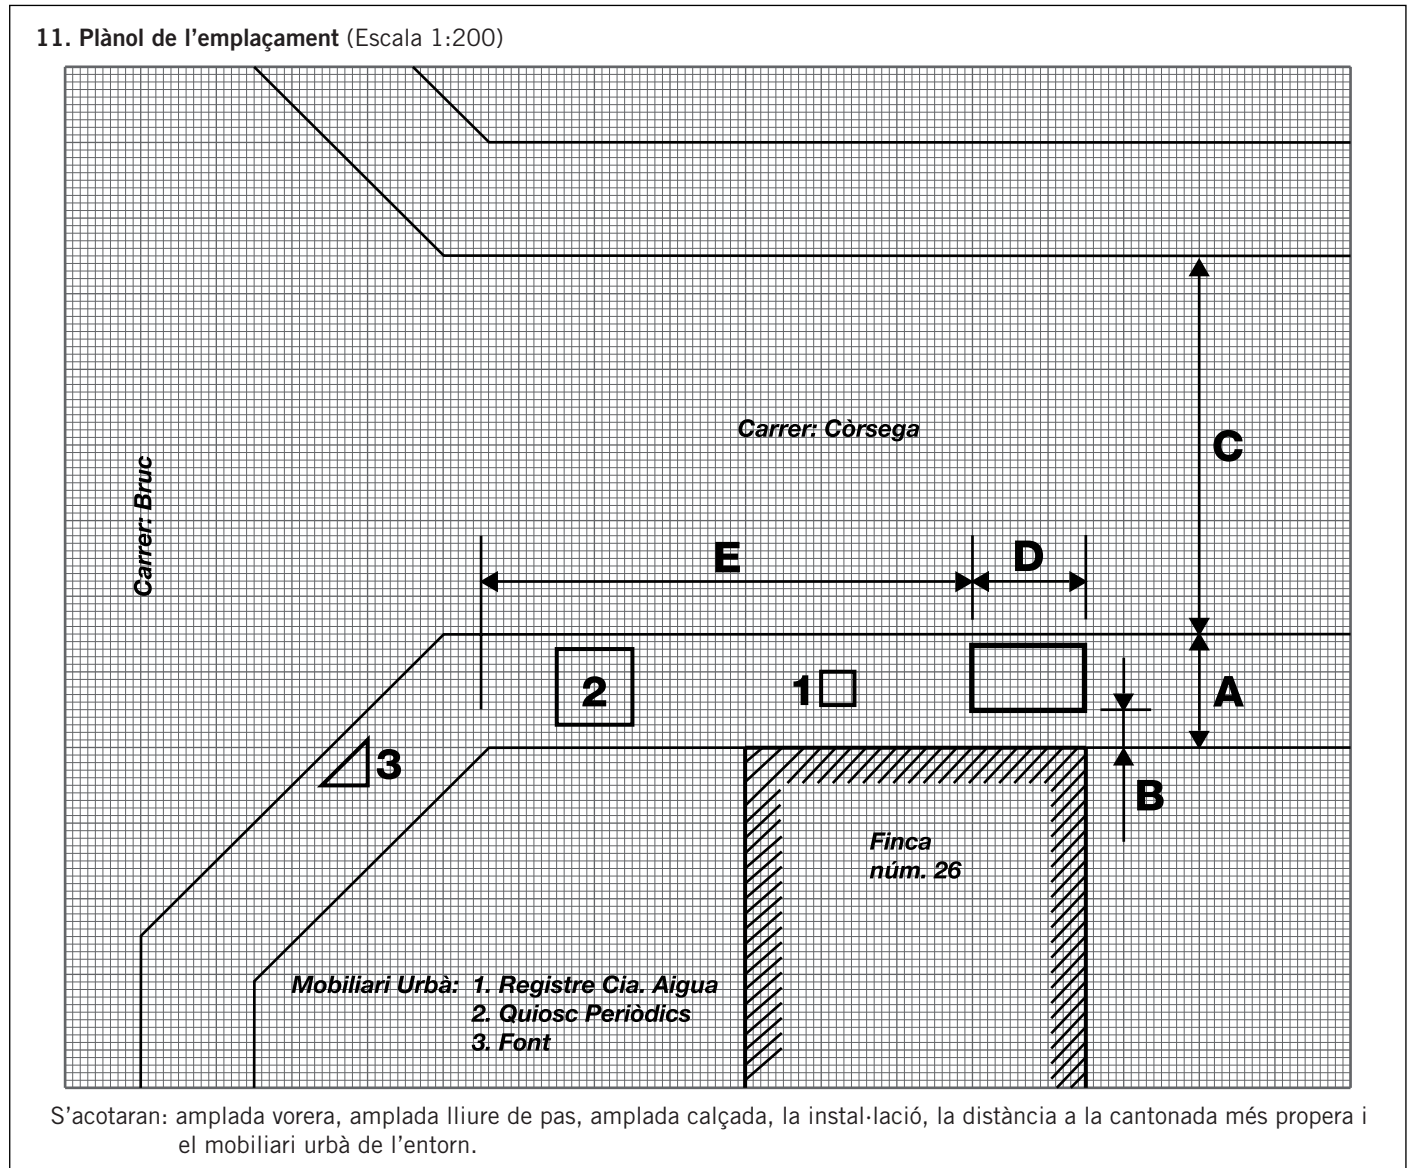 11. Plànol de l’emplaçament (Escala 1:200)
Carrer: Còrsega
C
Carrer: Bruc
E
D
2
1
A
3
B
Finca
núm. 26
Mobiliari Urbà: 1. Registre Cia. Aigua
2. Quiosc Periòdics
3. Font
S’acotaran: amplada vorera, amplada lliure de pas, amplada calçada, la instal·lació, la distància a la cantonada més propera i
el mobiliari urbà de l’entorn.